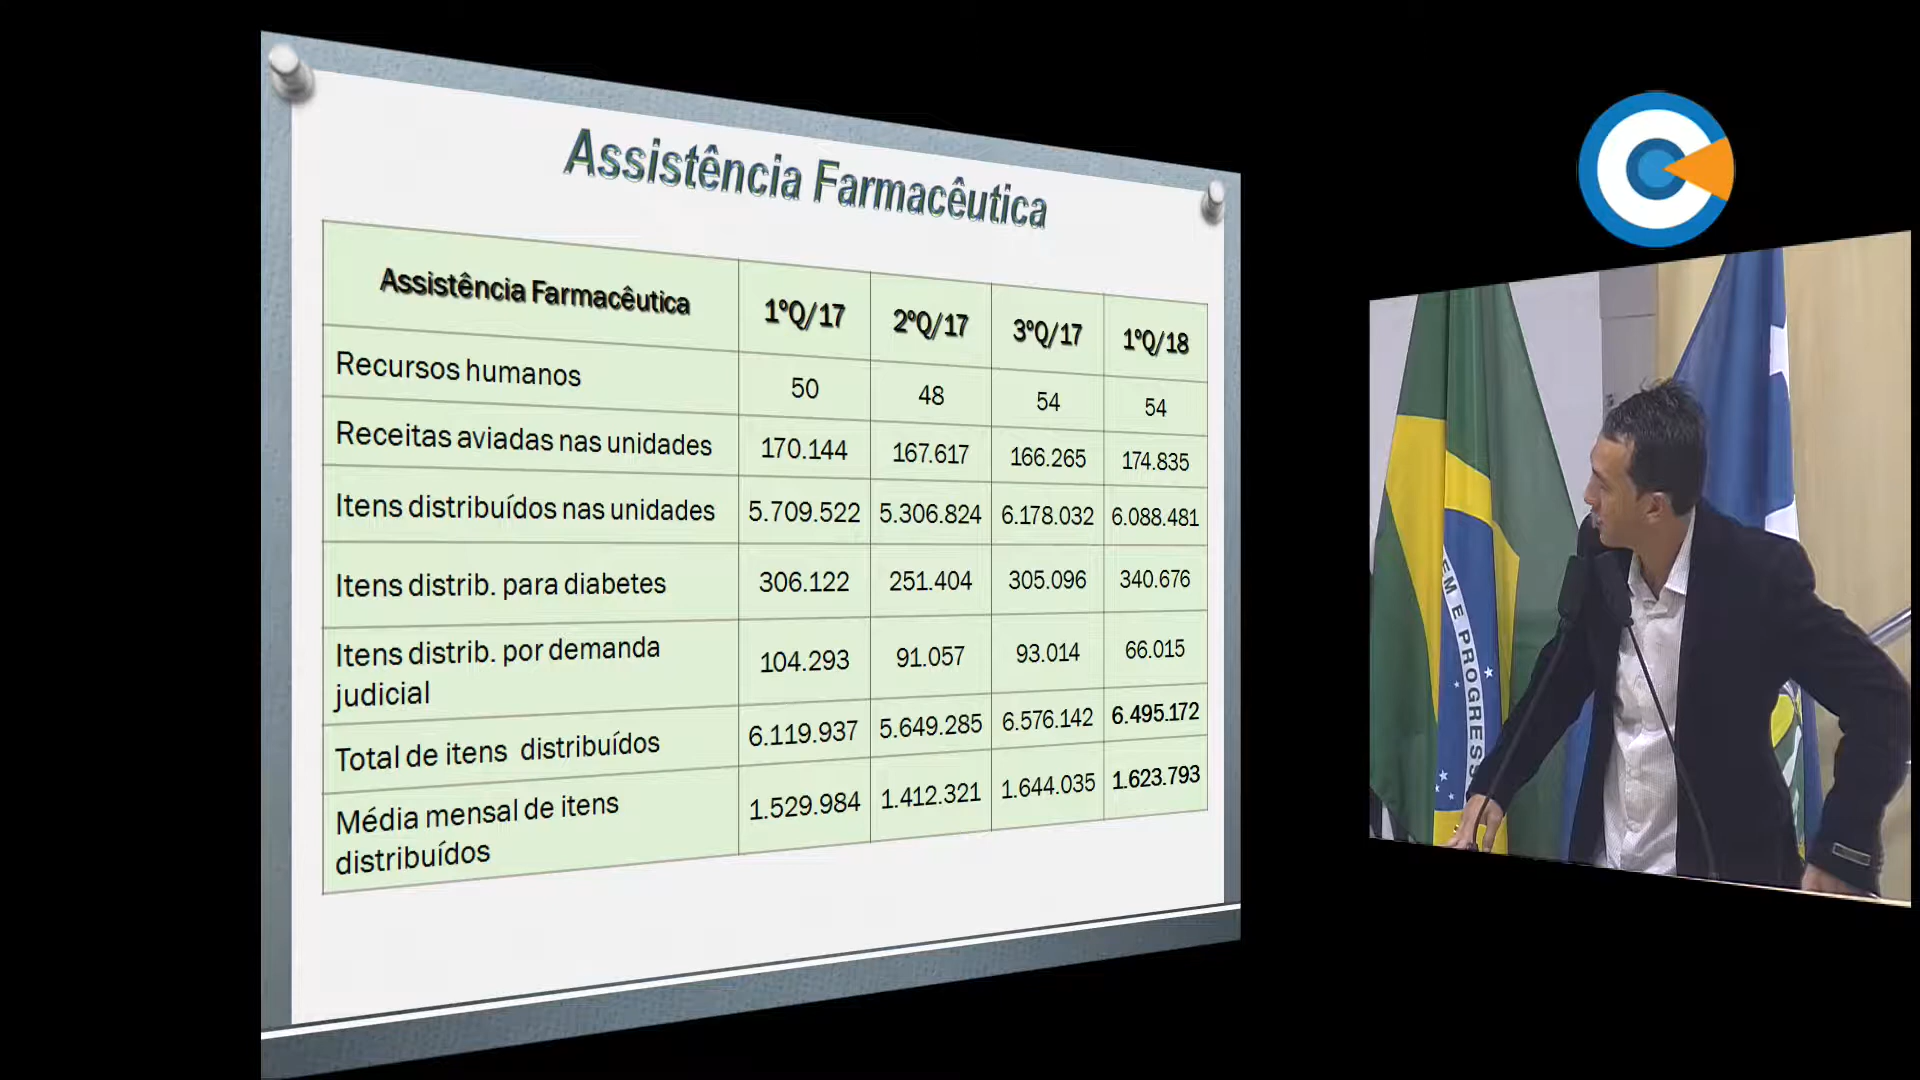 Assistência Farmacêutica
Assistência Farmacêutica 1ºQ/17 2ºQ/17 3ºQ/17 1ºQ/18
Recursos humanos 50 48 54 54
Receitas aviadas nas unidades 170.144 167.617 166.265 174.835
Itens distribuídos nas unidades 5.709.522 5.306.824 6.178.032 6.088.481
Itens distrib. para diabetes 306.122 251.404 305.096 340.676
Itens distrib. por demanda
judicial 104.293 91.057 93.014 66.015
Total de itens distribuídos 6.119.937 5.649.285 6.576.142 6.495.172
Média mensal de itens
distribuídos 1.529.984 1.412.321 1.644.035 1.623.793
EM E PROGRES